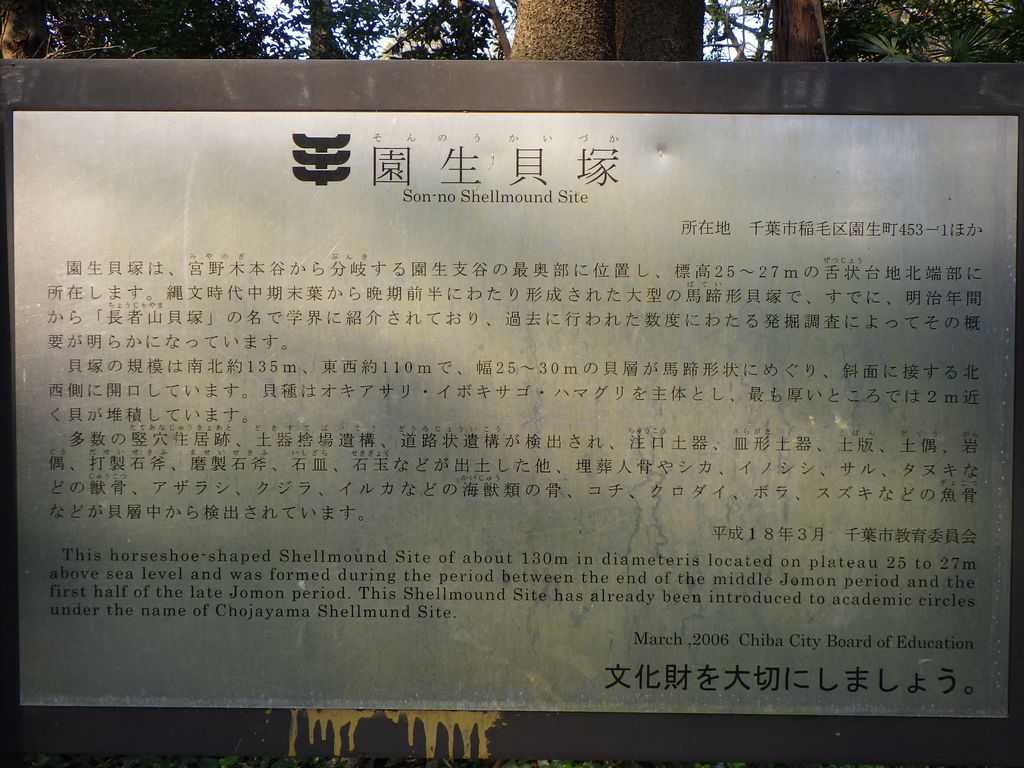 そんのうかいづか
園生貝塚
Son-no Shellmound Site
所在地　千葉市稲毛区園生町453－1ほか
園生貝塚は、宮野木本谷から分岐する園生支谷の最奥部に位置し、標高25～27ｍの舌状台地北端部に
所在します。縄文時代中期末葉から晩期前半にわたり形成された大型の馬蹄形貝塚で、すでに、明治年間
から「長者山貝塚」の名で学界に紹介されており、過去に行われた数度にわたる発掘調査によってその概
要が明らかになっています。
貝塚の規模は南北約135ｍ、東西約110ｍで、幅25～30ｍの貝層が馬蹄形状にめぐり、斜面に接する北
西側に開口しています。貝種はオキアサリ・イボキサゴ・ハマグリを主体とし、最も厚いところでは２ｍ近
く貝が堆積しています。
多数の竪穴住居跡、土器捨場遺構、道路状遺構が検出され、注口土器、皿形土器、土版、土偶、岩
偶、打製石斧、磨製石斧、石皿、石玉などが出土した他、埋葬人骨やシカ、イノシシ、サル、タヌキな
どの獣骨、アザラシ、クジラ、イルカなどの海獣類の骨、コチ、クロダイ、ボラ、スズキなどの魚骨
などが貝層中から検出されています。
平成１８年３月　千葉市教育委員会
This horseshoe-shaped Shellmound Site of about 130m in diameteris located on plateau 25 to 27m
above sea level and was formed during the period between the end of the middle Jomon period and the
first half of the late Jomon period. This Shellmound Site has already been introduced to academic circles
under the name of Chojayama Shellmund Site.
March ,2006 Chiba City Board of Education
文化財を大切にしましょう。